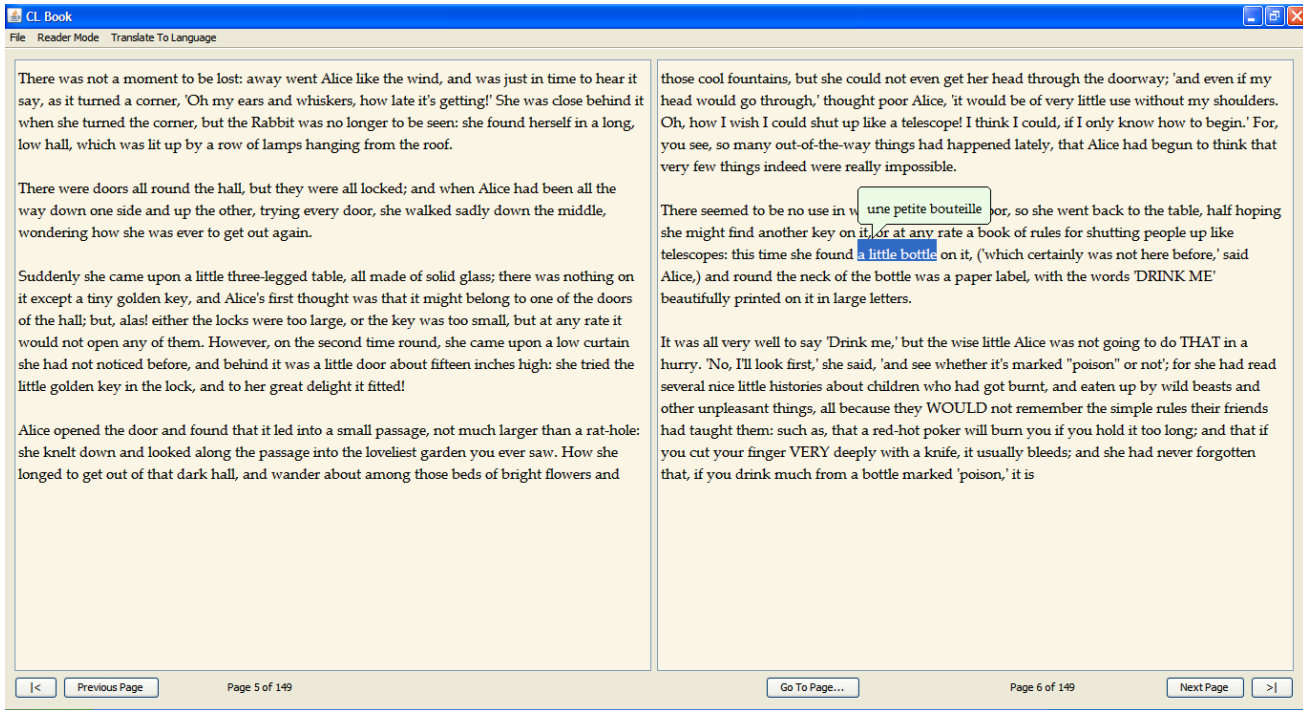 CL Book
File Reader Mode Translate To Language
There was not a moment to be lost: away went Alice like the wind, and was just in time to hear it
say, as it turned a corner, 'Oh my ears and whiskers, how late it's getting!' She was close behind it
when she turned the corner, but the Rabbit was no longer to be seen: she found herself in a long,
low hall, which was lit up by a row of lamps hanging from the roof.
There were doors all round the hall, but they were all locked; and when Alice had been all the
way down one side and up the other, trying every door, she walked sadly down the middle,
wondering how she was ever to get out again.
Suddenly she came upon a little three-legged table, all made of solid glass; there was nothing on
it except a tiny golden key, and Alice's first thought was that it might belong to one of the doors
of the hall; but, alas! either the locks were too large, or the key was too small, but at any rate it
would not open any of them. However, on the second time round, she came upon a low curtain
she had not noticed before, and behind it was a little door about fifteen inches high: she tried the
little golden key in the lock, and to her great delight it fitted!
Alice opened the door and found that it led into a small passage, not much larger than a rat-hole:
she knelt down and looked along the passage into the loveliest garden you ever saw. How she
longed to get out of that dark hall, and wander about among those beds of bright flowers and
those cool fountains, but she could not even get her head through the doorway; 'and even if my
head would go through,' thought poor Alice, 'it would be of very little use without my shoulders.
Oh, how I wish I could shut up like a telescope! I think I could, if I only know how to begin.' For,
you see, so many out-of-the-way things had happened lately, that Alice had begun to think that
very few things indeed were really impossible.
une petite bouteille
There seemed to be no use in or, so she went back to the table, half hoping
she might find another key on it, or at any rate a book of rules for shutting people up like
telescopes: this time she found a little bottle on it, ('which certainly was not here before,' said
Alice,) and round the neck of the bottle was a paper label, with the words 'DRINK ME'
beautifully printed on it in large letters.
It was all very well to say 'Drink me,' but the wise little Alice was not going to do THAT in a
hurry. 'No, I'll look first,' she said, 'and see whether it's marked "poison" or not'; for she had read
several nice little histories about children who had got burnt, and eaten up by wild beasts and
other unpleasant things, all because they WOULD not remember the simple rules their friends
had taught them: such as, that a red-hot poker will burn you if you hold it too long; and that if
you cut your finger VERY deeply with a knife, it usually bleeds; and she had never forgotten
that, if you drink much from a bottle marked 'poison,' it is
|< Previous Page Page 5 of 149 Go To Page... Page 6 of 149 Next Page >|